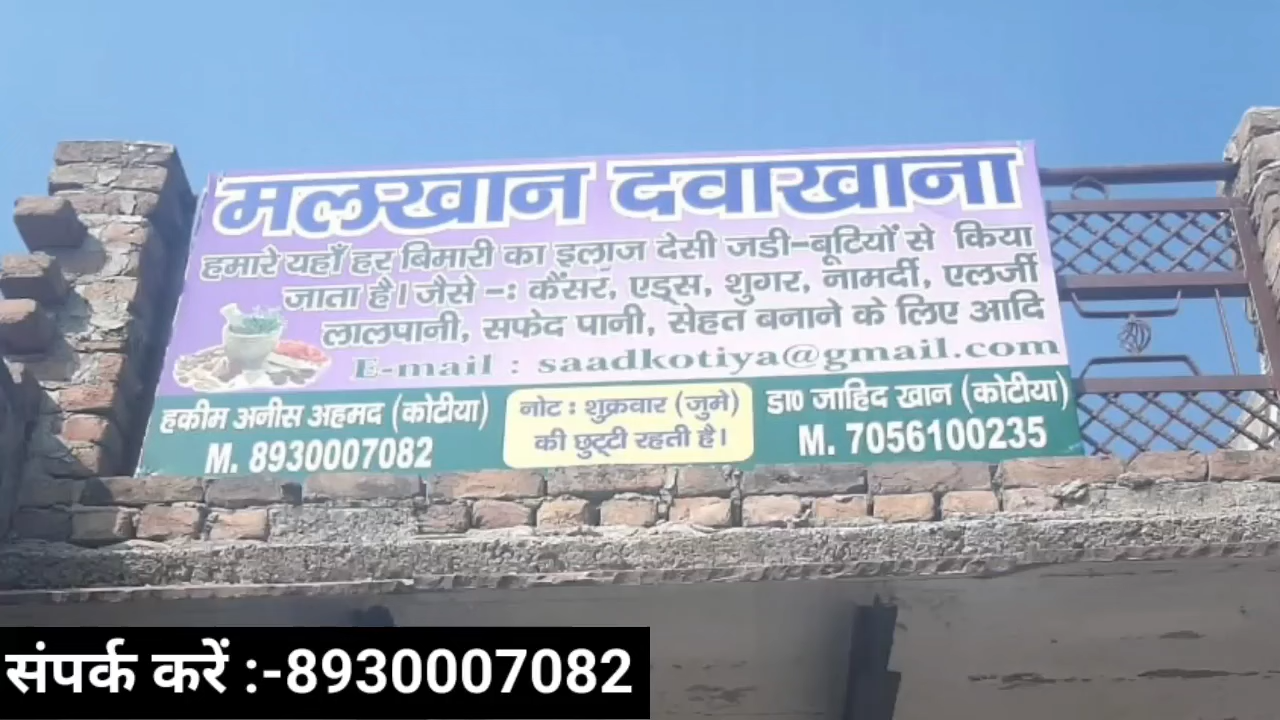 मलखान दवाखाना
हमारे यहाँ हर बिमारी का इलाज देसी जडी-बूटियों से किया
जाता है। जैसे -: कैंसर, एड्स, शुगर, नामर्दी, एलर्जी
लालपानी, सफेद पानी, सेहत बनाने के लिए आदि
E-mail : saadkotiya@gmail.com
हकीम अनीस अहमद (कोटीया)
M. 8930007082
नोट : शुक्रवार (जुमे)
की छुट्टी रहती है।
डा० जाहिद खान (कोटीया)
M. 7056100235
संपर्क करें :-8930007082